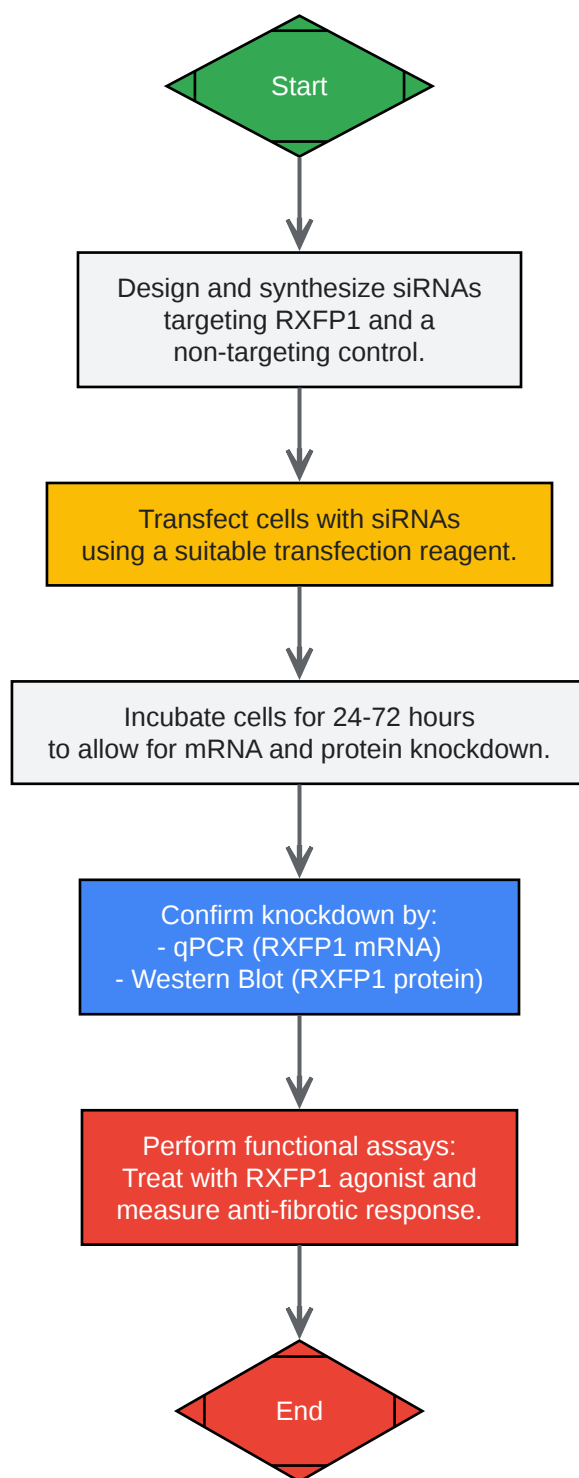 Start
Design and synthesize siRNAs
targeting RXFP1 and a
non-targeting control.
Transfect cells with siRNAs
using a suitable transfection reagent.
Incubate cells for 24-72 hours
to allow for mRNA and protein knockdown.
Confirm knockdown by:
- qPCR (RXFP1 mRNA)
- Western Blot (RXFP1 protein)
Perform functional assays:
Treat with RXFP1 agonist and
measure anti-fibrotic response.
End